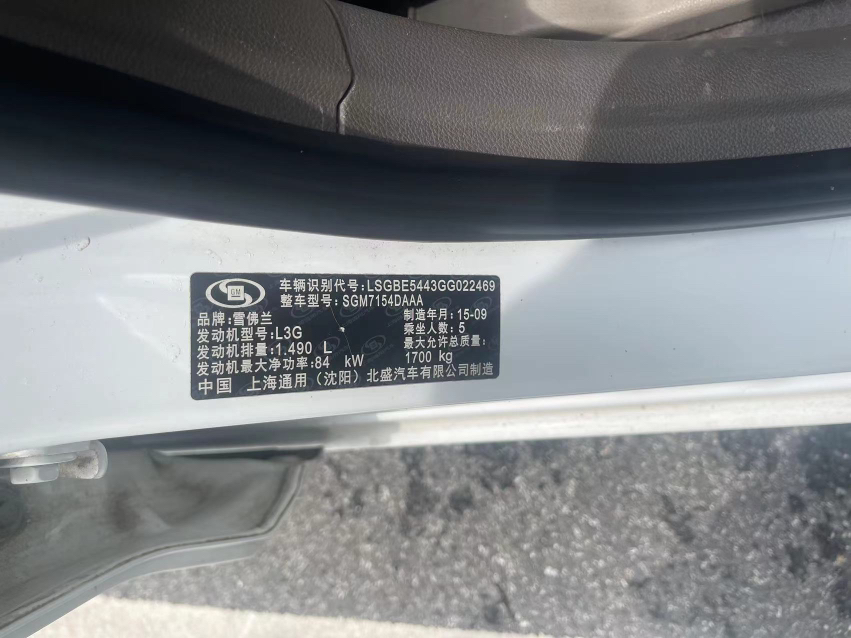 GM
车辆识别代号:LSGBE5443GG022469
整车型号:SGM7154DAAA
品牌:雪佛兰 制造年月:15-09
发动机型号:L3G 乘坐人数:5
发动机排量:1.490 L 最大允许总质量:
发动机最大净功率:84 kW 1700 kg
中国 上海通用(沈阳)北盛汽车有限公司制造